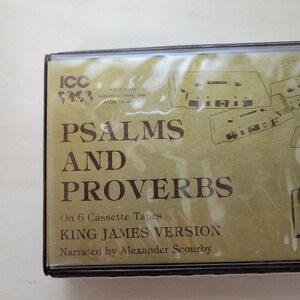 ICC
PSALMS
AND
PROVERBS
On 6 Cassette Tapes
KING JAMES VERSION
Narrated by Alexander Scourby